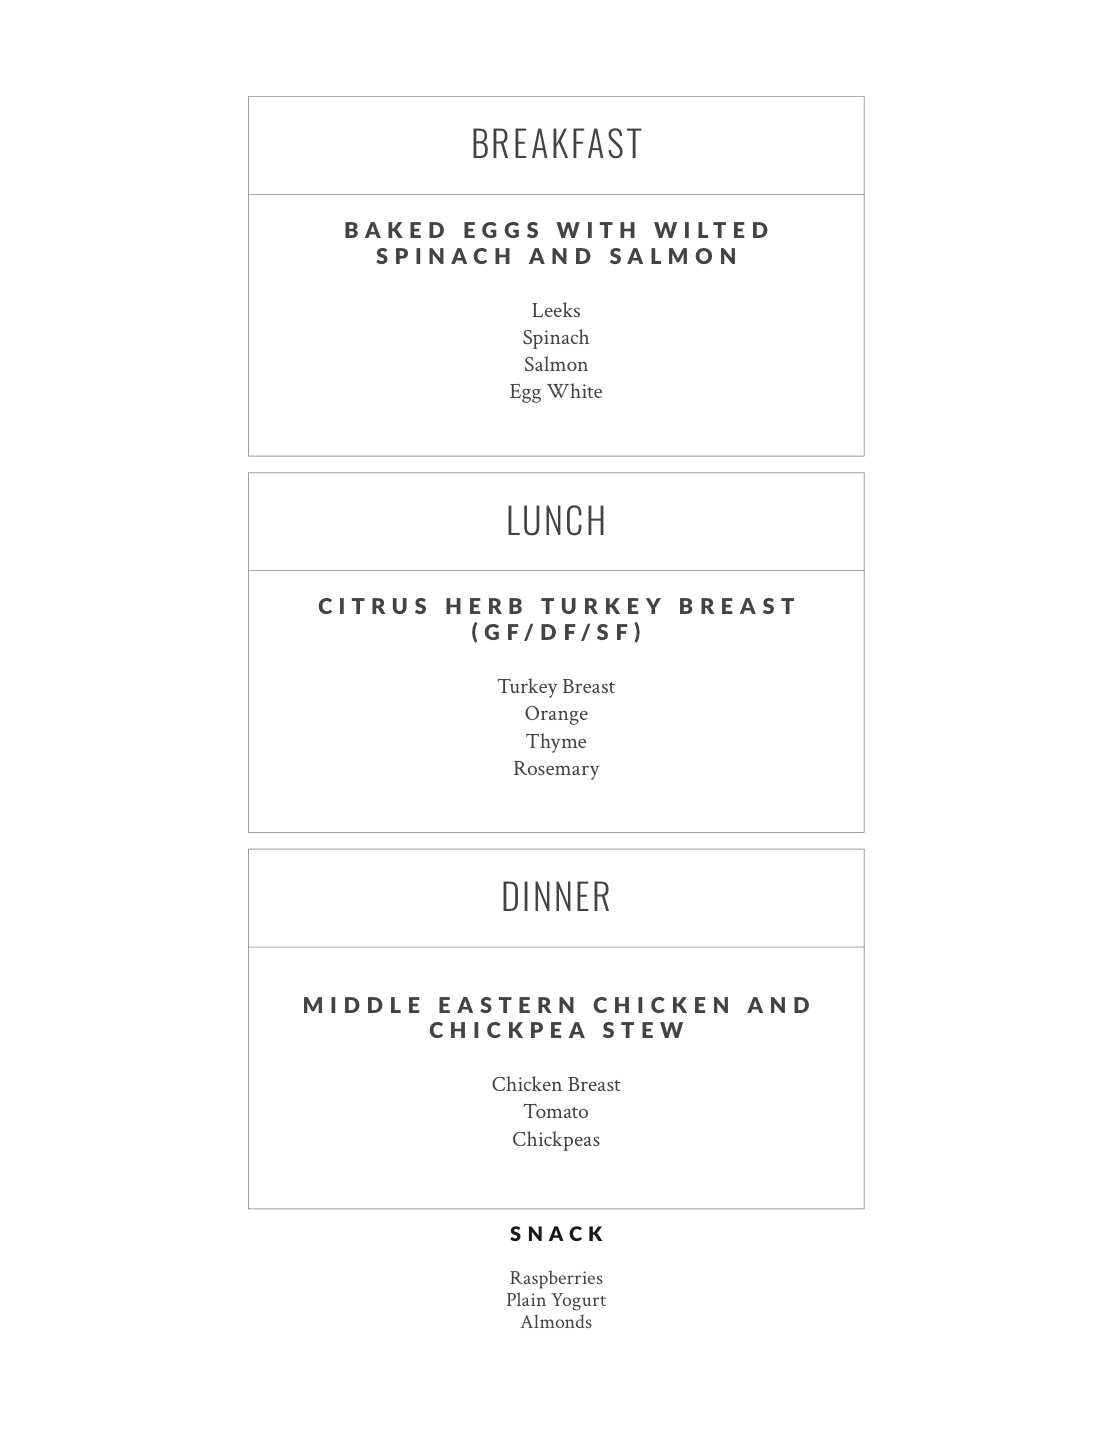 BREAKFAST
BAKED EGGS WITH WILTED
SPINACH AND SALMON
Leeks
Spinach
Salmon
Egg White
LUNCH
CITRUS HERB TURKEY BREAST
(GF/DF/SF)
Turkey Breast
Orange
Thyme
Rosemary
DINNER
MIDDLE EASTERN CHICKEN AND
CHICKPEA STEW
Chicken Breast
Tomato
Chickpeas
SNACK
Raspberries
Plain Yogurt
Almonds